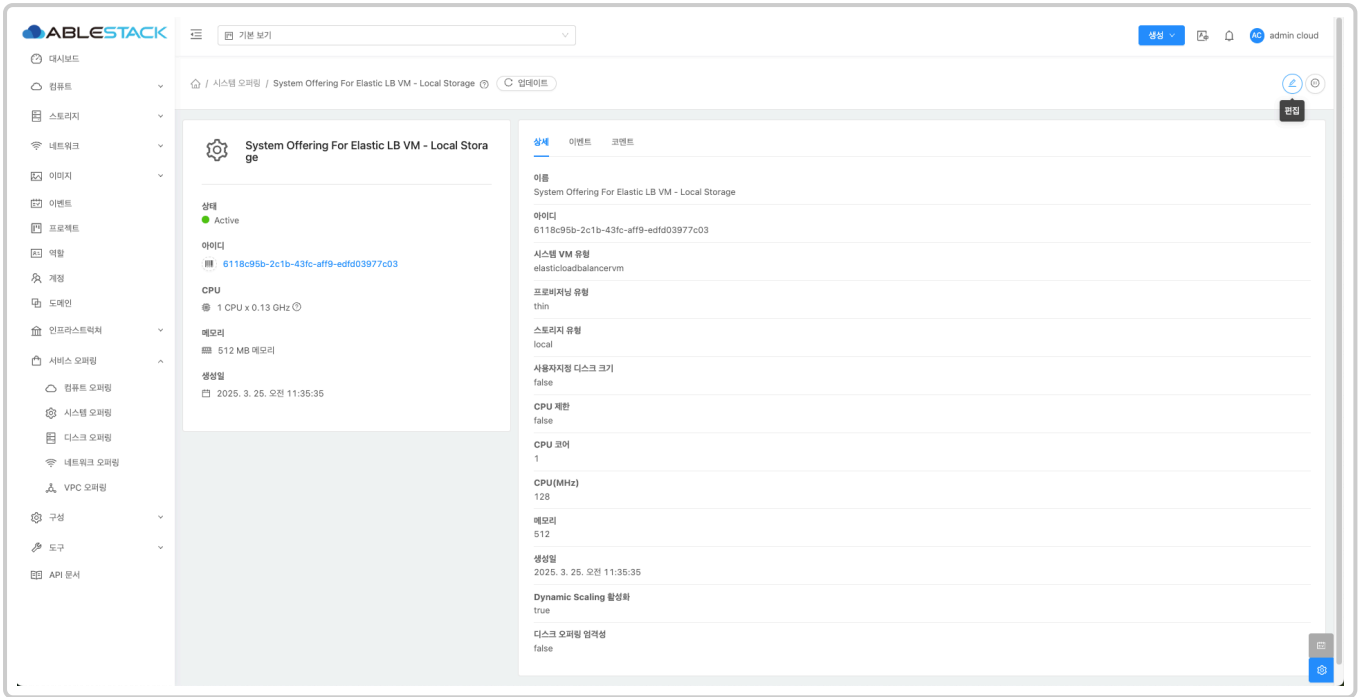 ABLESTACK
기본 보기
생성
AC admin cloud
대시보드
컴퓨트
스토리지
네트워크
이미지
이벤트
프로젝트
역할
계정
도메인
인프라스트럭쳐
서비스 오퍼링
컴퓨트 오퍼링
시스템 오퍼링
디스크 오퍼링
네트워크 오퍼링
VPC 오퍼링
구성
도구
API 문서
/ 시스템 오퍼링 / System Offering For Elastic LB VM - Local Storage 업데이트
편집
System Offering For Elastic LB VM - Local Stora
ge
상태
Active
아이디
6118c95b-2c1b-43fc-aff9-edfd03977c03
CPU
1 CPU x 0.13 GHz
메모리
512 MB 메모리
생성일
2025. 3. 25. 오전 11:35:35
상세 이벤트 코멘트
이름
System Offering For Elastic LB VM - Local Storage
아이디
6118c95b-2c1b-43fc-aff9-edfd03977c03
시스템 VM 유형
elasticloadbalancervm
프로비저닝 유형
thin
스토리지 유형
local
사용자지정 디스크 크기
false
CPU 제한
false
CPU 코어
1
CPU(MHz)
128
메모리
512
생성일
2025. 3. 25. 오전 11:35:35
Dynamic Scaling 활성화
true
디스크 오퍼링 엄격성
false